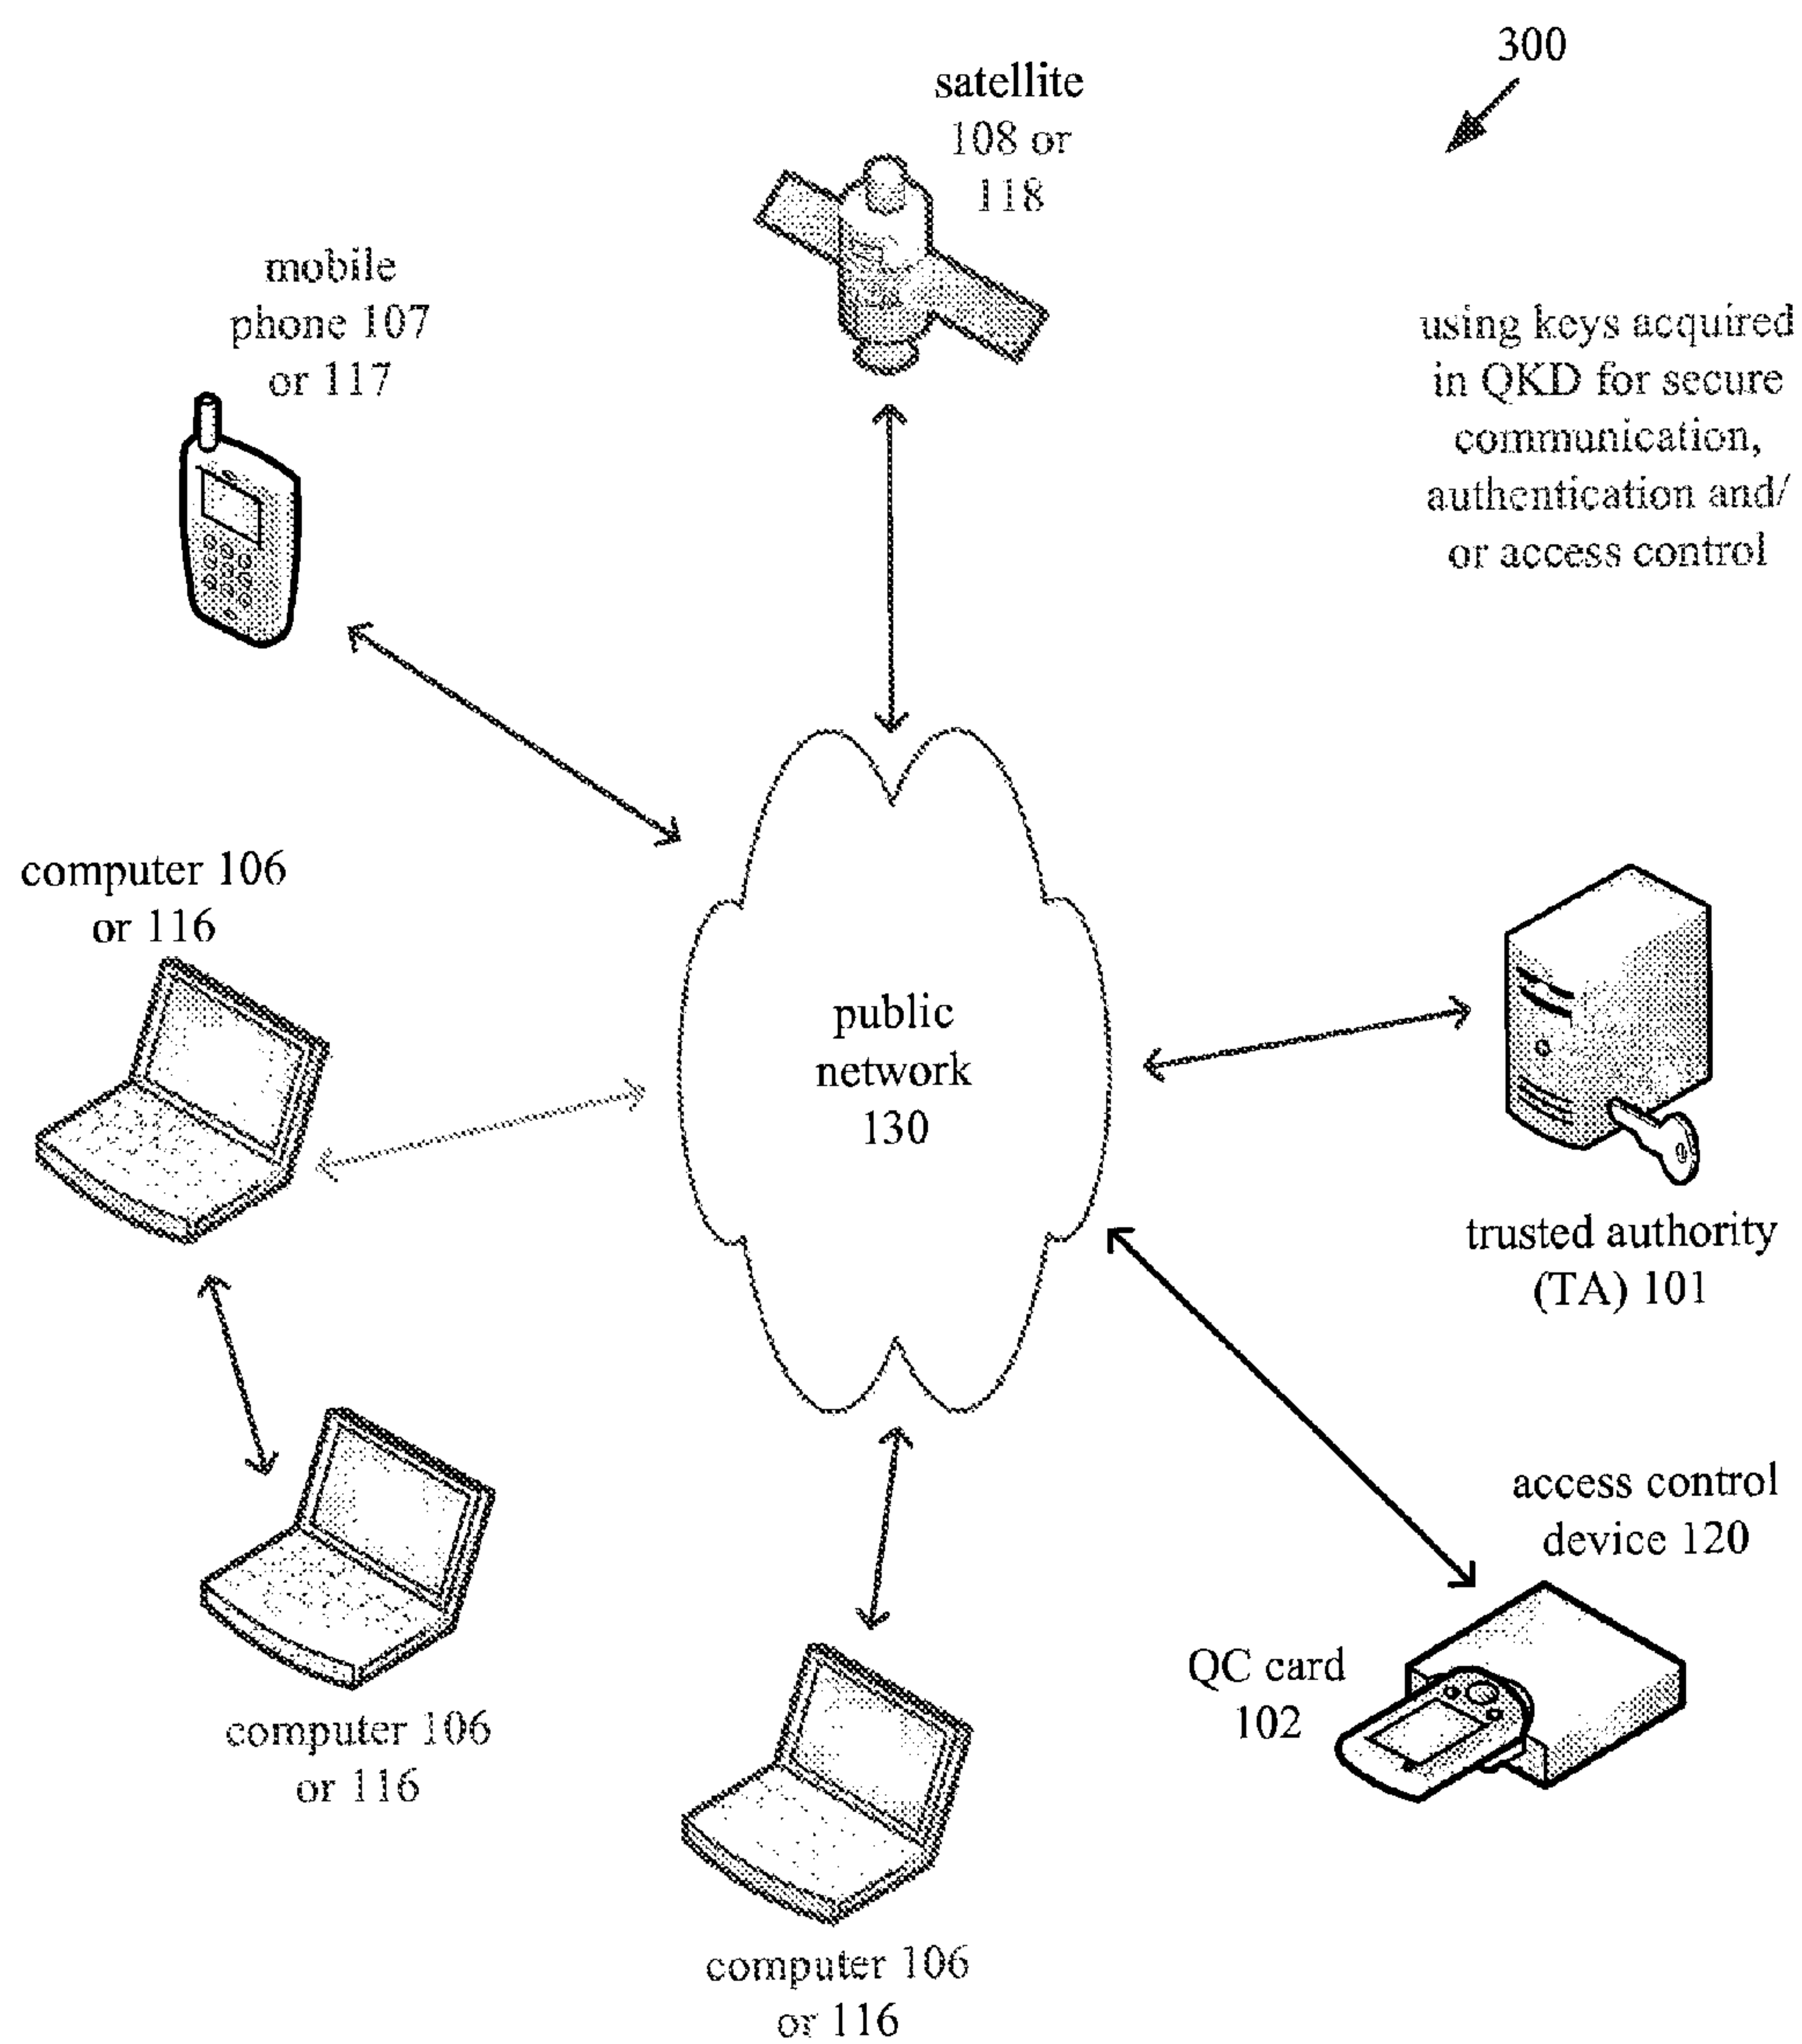 300
satellite
108 or
118
mobile
phone 107
or 117
using keys acquired
in QKD for secure
communication,
authentication and/
or access control
computer 106
or 116
public
network
130
trusted authority
(TA) 101
access control
device 120
QC card
102
computer 106
or 116
computer 106
or 116